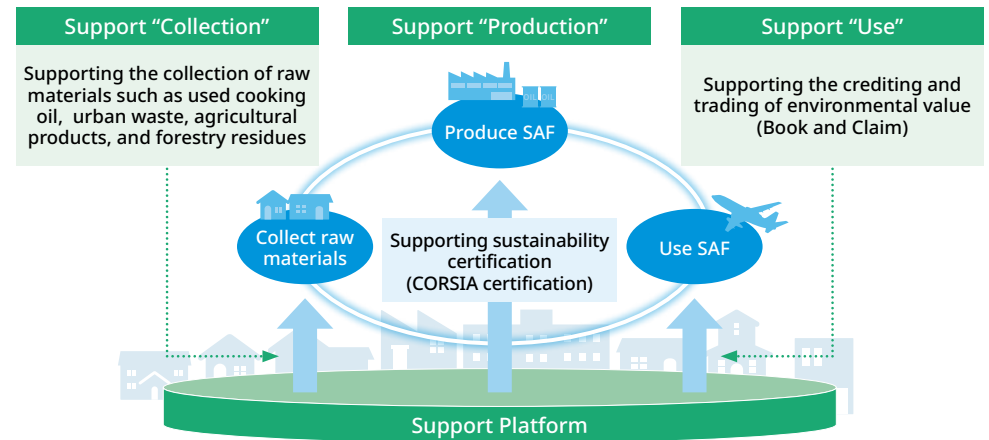 Support “Collection”
Supporting the collection of raw
materials such as used cooking
oil, urban waste, agricultural
products, and forestry residues
Support “Production”
Support “Use”
Supporting the crediting and
trading of environmental value
(Book and Claim)
OIL OIL
Produce SAF
Collect raw
materials
Supporting sustainability
certification
(CORSIA certification)
Use SAF
Support Platform